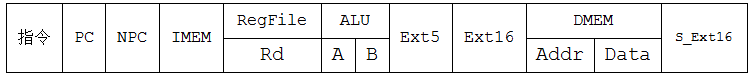 指令 PC NPC IMEM RegFile ALU Ext5 Ext16 DMEM S_Ext16
Rd A B Addr Data